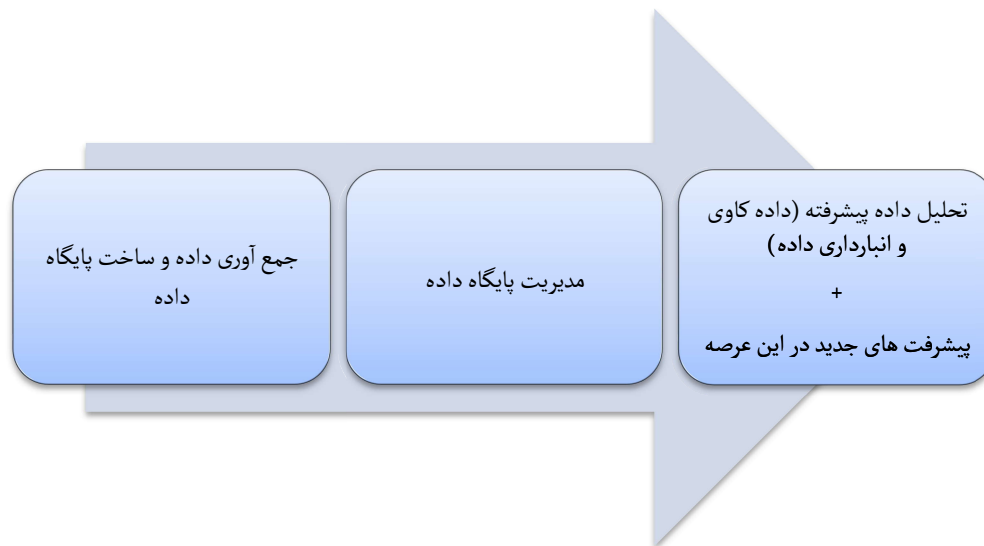 جمع آوری داده و ساخت پایگاه
داده
مدیریت پایگاه داده
تحلیل داده پیشرفته (داده کاوی
و انبارداری داده)
+
پیشرفت های جدید در این عرصه